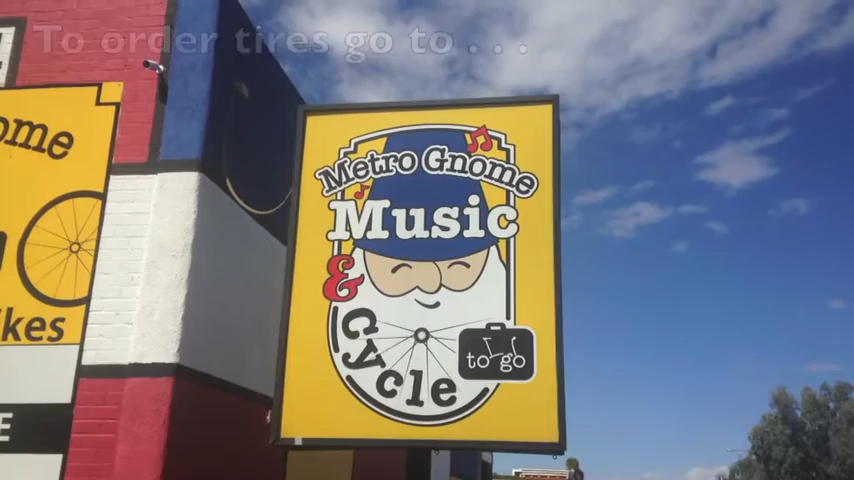 To order tires go to . . .
ome
Metro Gnome
Music
&
Cycle
to go
kes
E